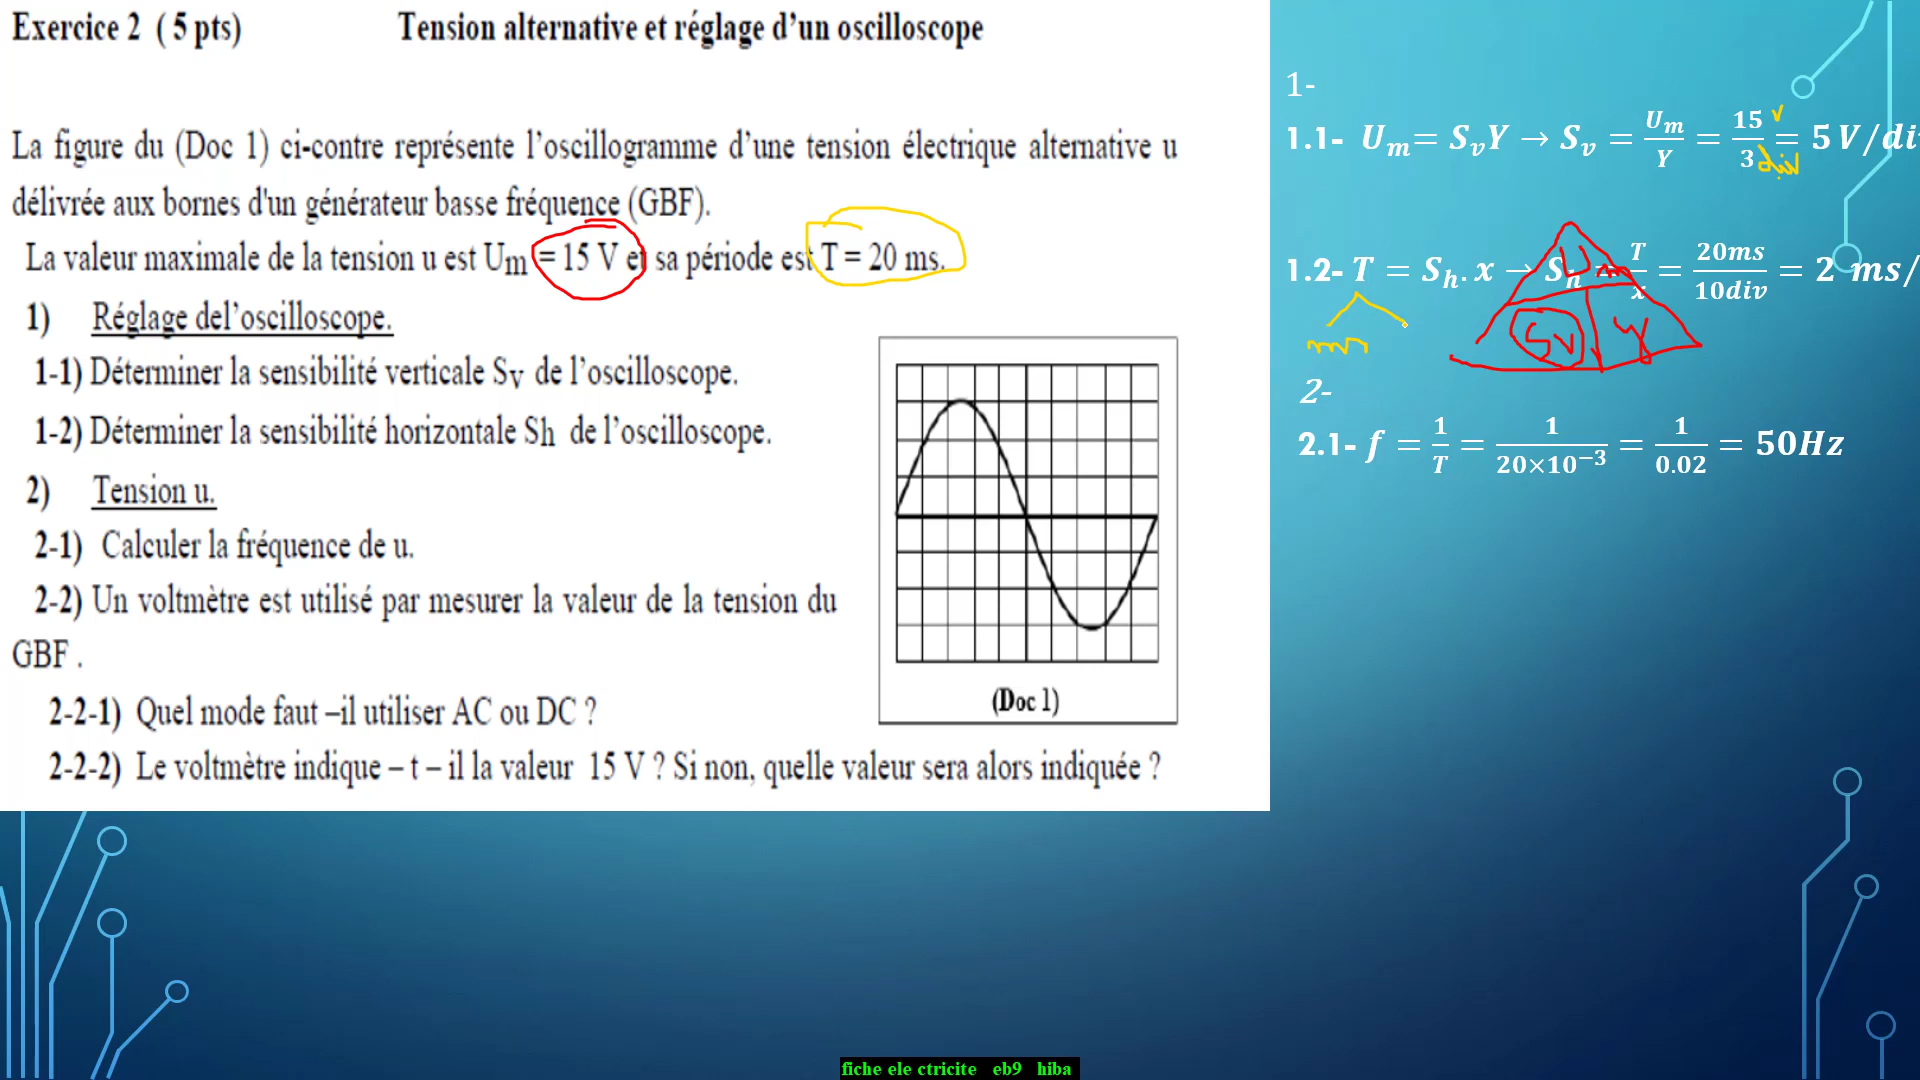 Exercice 2 ( 5 pts) Tension alternative et réglage d’un oscilloscope
La figure du (Doc 1) ci-contre représente l’oscillogramme d’une tension électrique alternative u
délivrée aux bornes d'un générateur basse fréquence (GBF).
La valeur maximale de la tension u est Um = 15 V et sa période est T = 20 ms.
1) Réglage del’oscilloscope.
1-1) Déterminer la sensibilité verticale Sv de l’oscilloscope.
1-2) Déterminer la sensibilité horizontale Sh de l’oscilloscope.
2) Tension u.
2-1) Calculer la fréquence de u.
2-2) Un voltmètre est utilisé par mesurer la valeur de la tension du
GBF .
2-2-1) Quel mode faut –il utiliser AC ou DC ?
2-2-2) Le voltmètre indique – t – il la valeur 15 V ? Si non, quelle valeur sera alors indiquée ?
(Doc 1)
1-
1.1- Um= SvY → Sv = Um/Y = 15/3 = 5 V/di
v
div
1.2- T = Sh.x → Sh = T/x = 20ms/10div = 2 ms/
Um
Sv Y
ms
2-
2.1- f = 1/T = 1/20×10⁻³ = 1/0.02 = 50Hz
fiche ele ctricite eb9 hiba